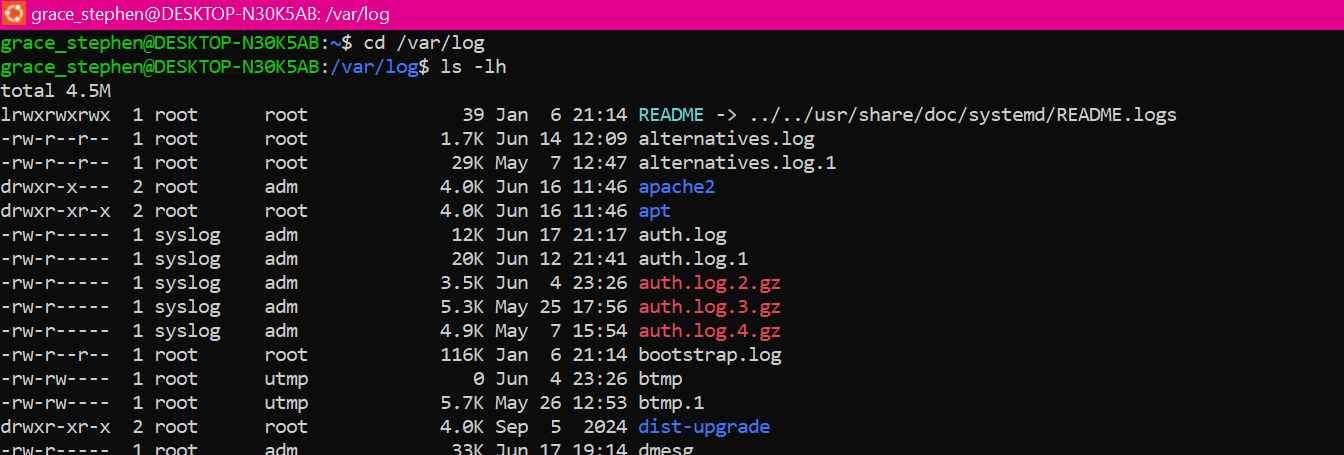 grace_stephen@DESKTOP-N30K5AB: /var/log
grace_stephen@DESKTOP-N30K5AB:~$ cd /var/log
grace_stephen@DESKTOP-N30K5AB:/var/log$ ls -lh
total 4.5M
lrwxrwxrwx  1 root      root               39 Jan  6 21:14 README -> ../../usr/share/doc/systemd/README.logs
-rw-r--r--  1 root      root             1.7K Jun 14 12:09 alternatives.log
-rw-r--r--  1 root      root              29K May  7 12:47 alternatives.log.1
drwxr-x---  2 root      adm              4.0K Jun 16 11:46 apache2
drwxr-xr-x  2 root      root             4.0K Jun 16 11:46 apt
-rw-r-----  1 syslog    adm               12K Jun 17 21:17 auth.log
-rw-r-----  1 syslog    adm               20K Jun 12 21:41 auth.log.1
-rw-r-----  1 syslog    adm              3.5K Jun  4 23:26 auth.log.2.gz
-rw-r-----  1 syslog    adm              5.3K May 25 17:56 auth.log.3.gz
-rw-r-----  1 syslog    adm              4.9K May  7 15:54 auth.log.4.gz
-rw-r--r--  1 root      root             116K Jan  6 21:14 bootstrap.log
-rw-rw----  1 root      utmp                0 Jun  4 23:26 btmp
-rw-rw----  1 root      utmp             5.7K May 26 12:53 btmp.1
drwxr-xr-x  2 root      root             4.0K Sep  5  2024 dist-upgrade
-rw-r-----  1 root      adm               33K Jun 17 19:14 dmesg